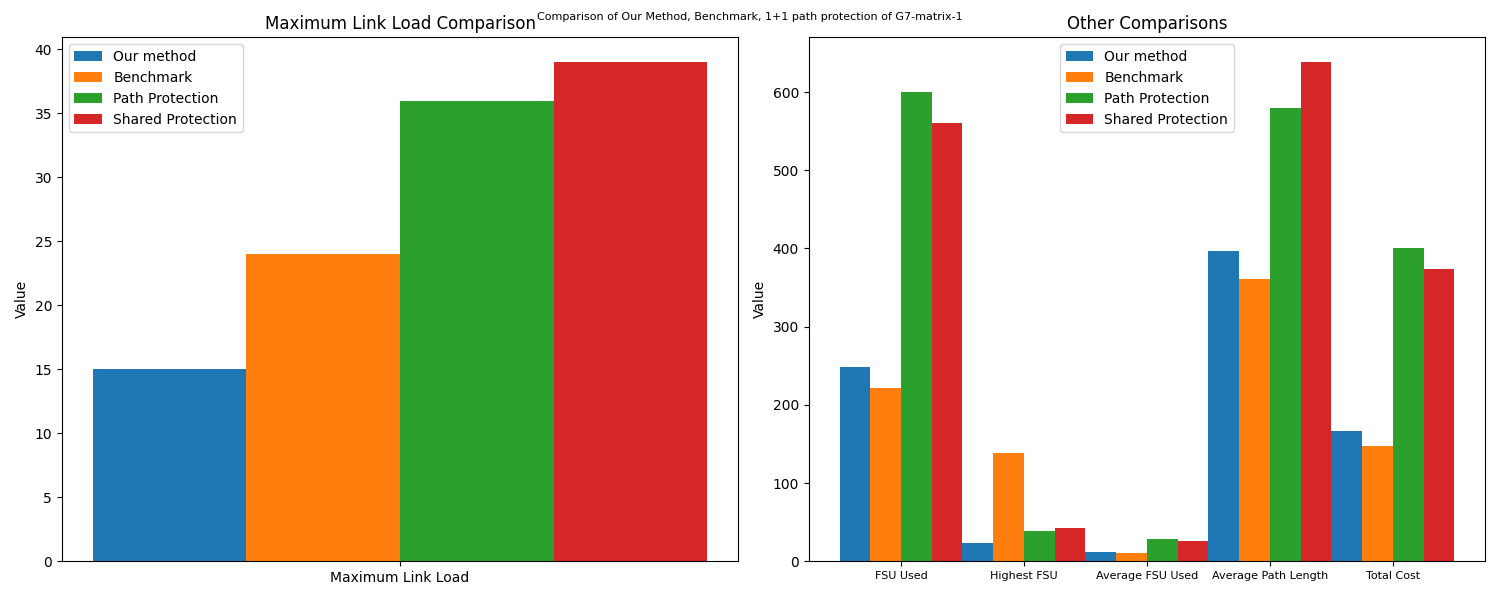 Comparison of Our Method, Benchmark, 1+1 path protection of G7-matrix-1
Maximum Link Load Comparison
Value
40
35
30
25
20
15
10
5
0
Our method
Benchmark
Path Protection
Shared Protection
Maximum Link Load
Other Comparisons
Value
600
500
400
300
200
100
0
Our method
Benchmark
Path Protection
Shared Protection
FSU Used
Highest FSU
Average FSU Used
Average Path Length
Total Cost